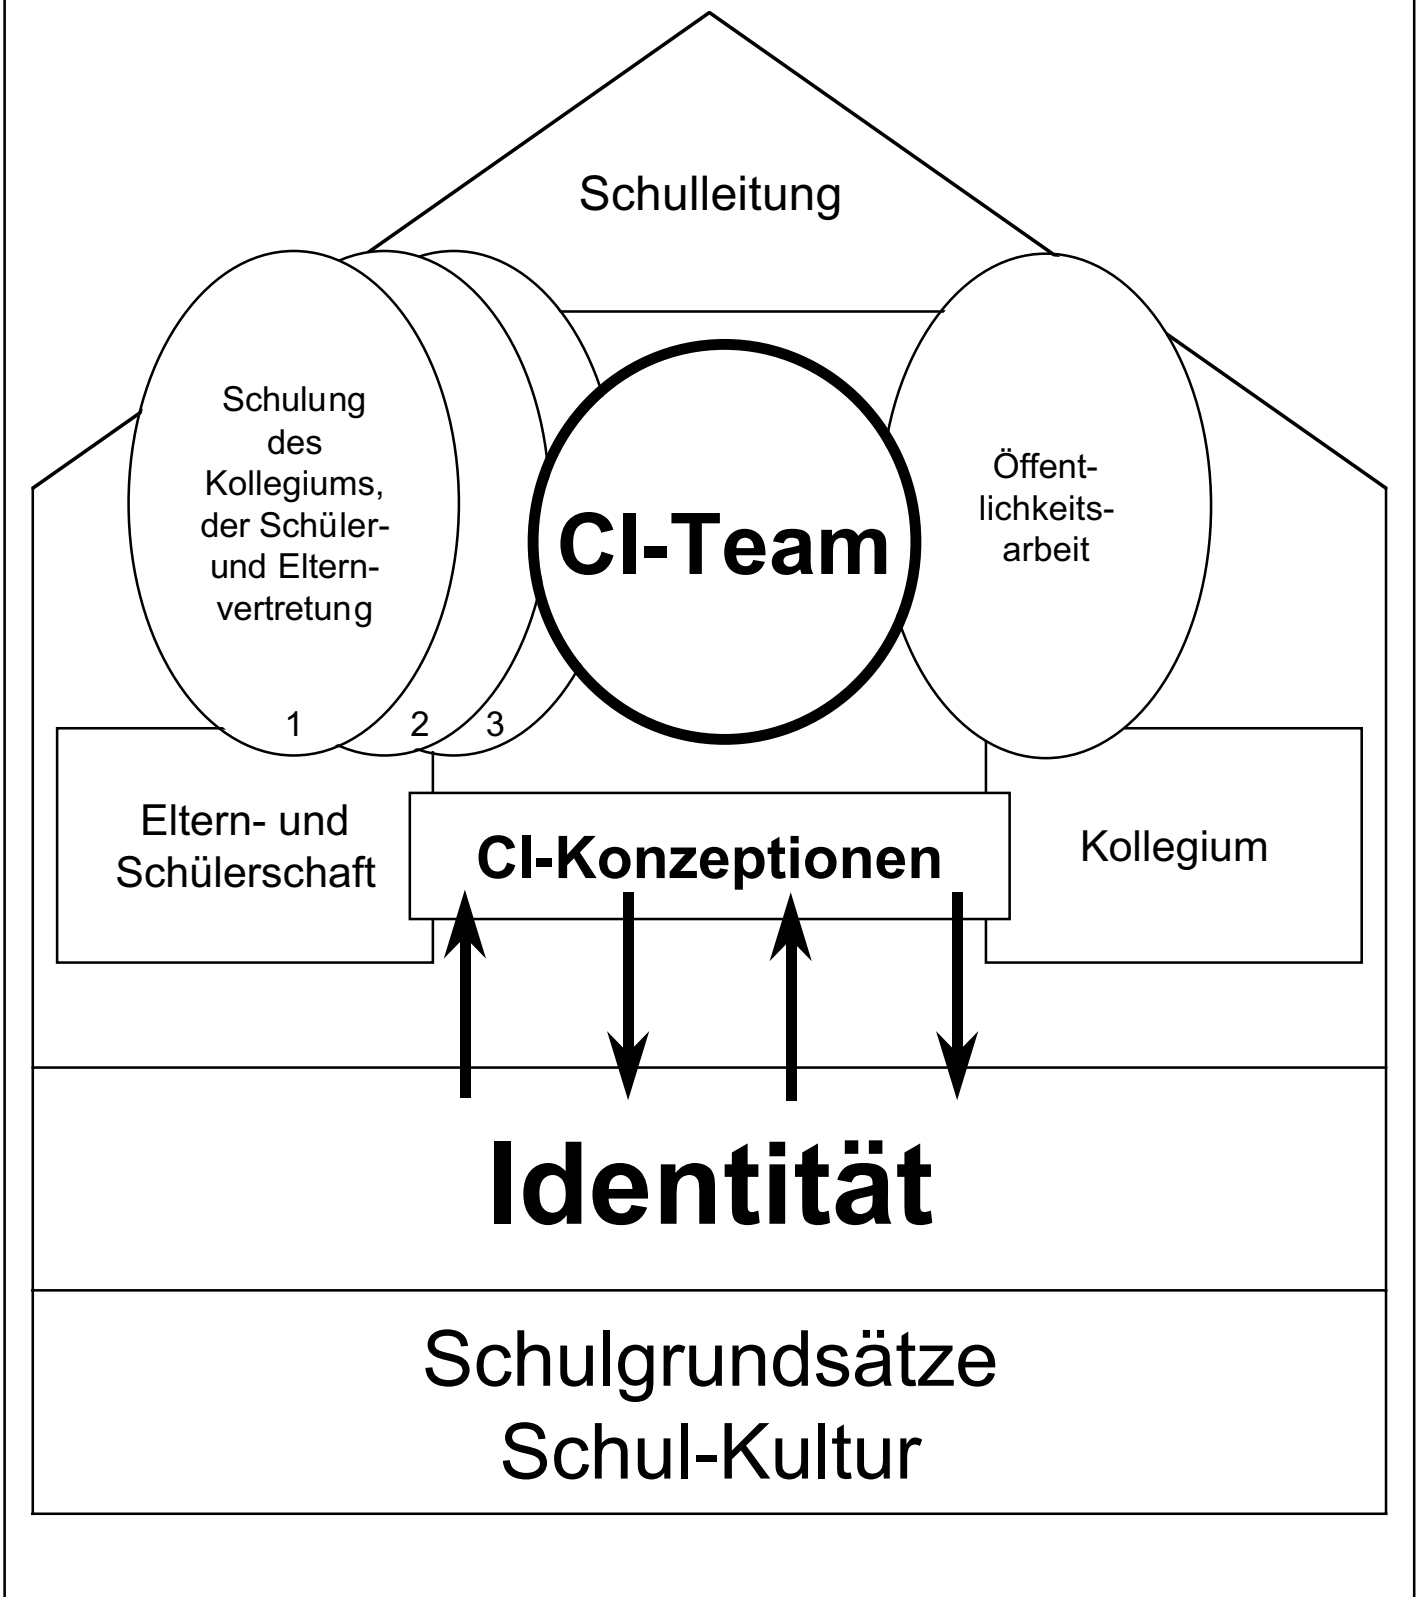 Schulleitung
Schulung
des
Kollegiums,
der Schüler-
und Eltern-
vertretung
1
2
3
CI-Team
Öffent-
lichkeits-
arbeit
Eltern- und
Schülerschaft
CI-Konzeptionen
Kollegium
Identität
Schulgrundsätze
Schul-Kultur